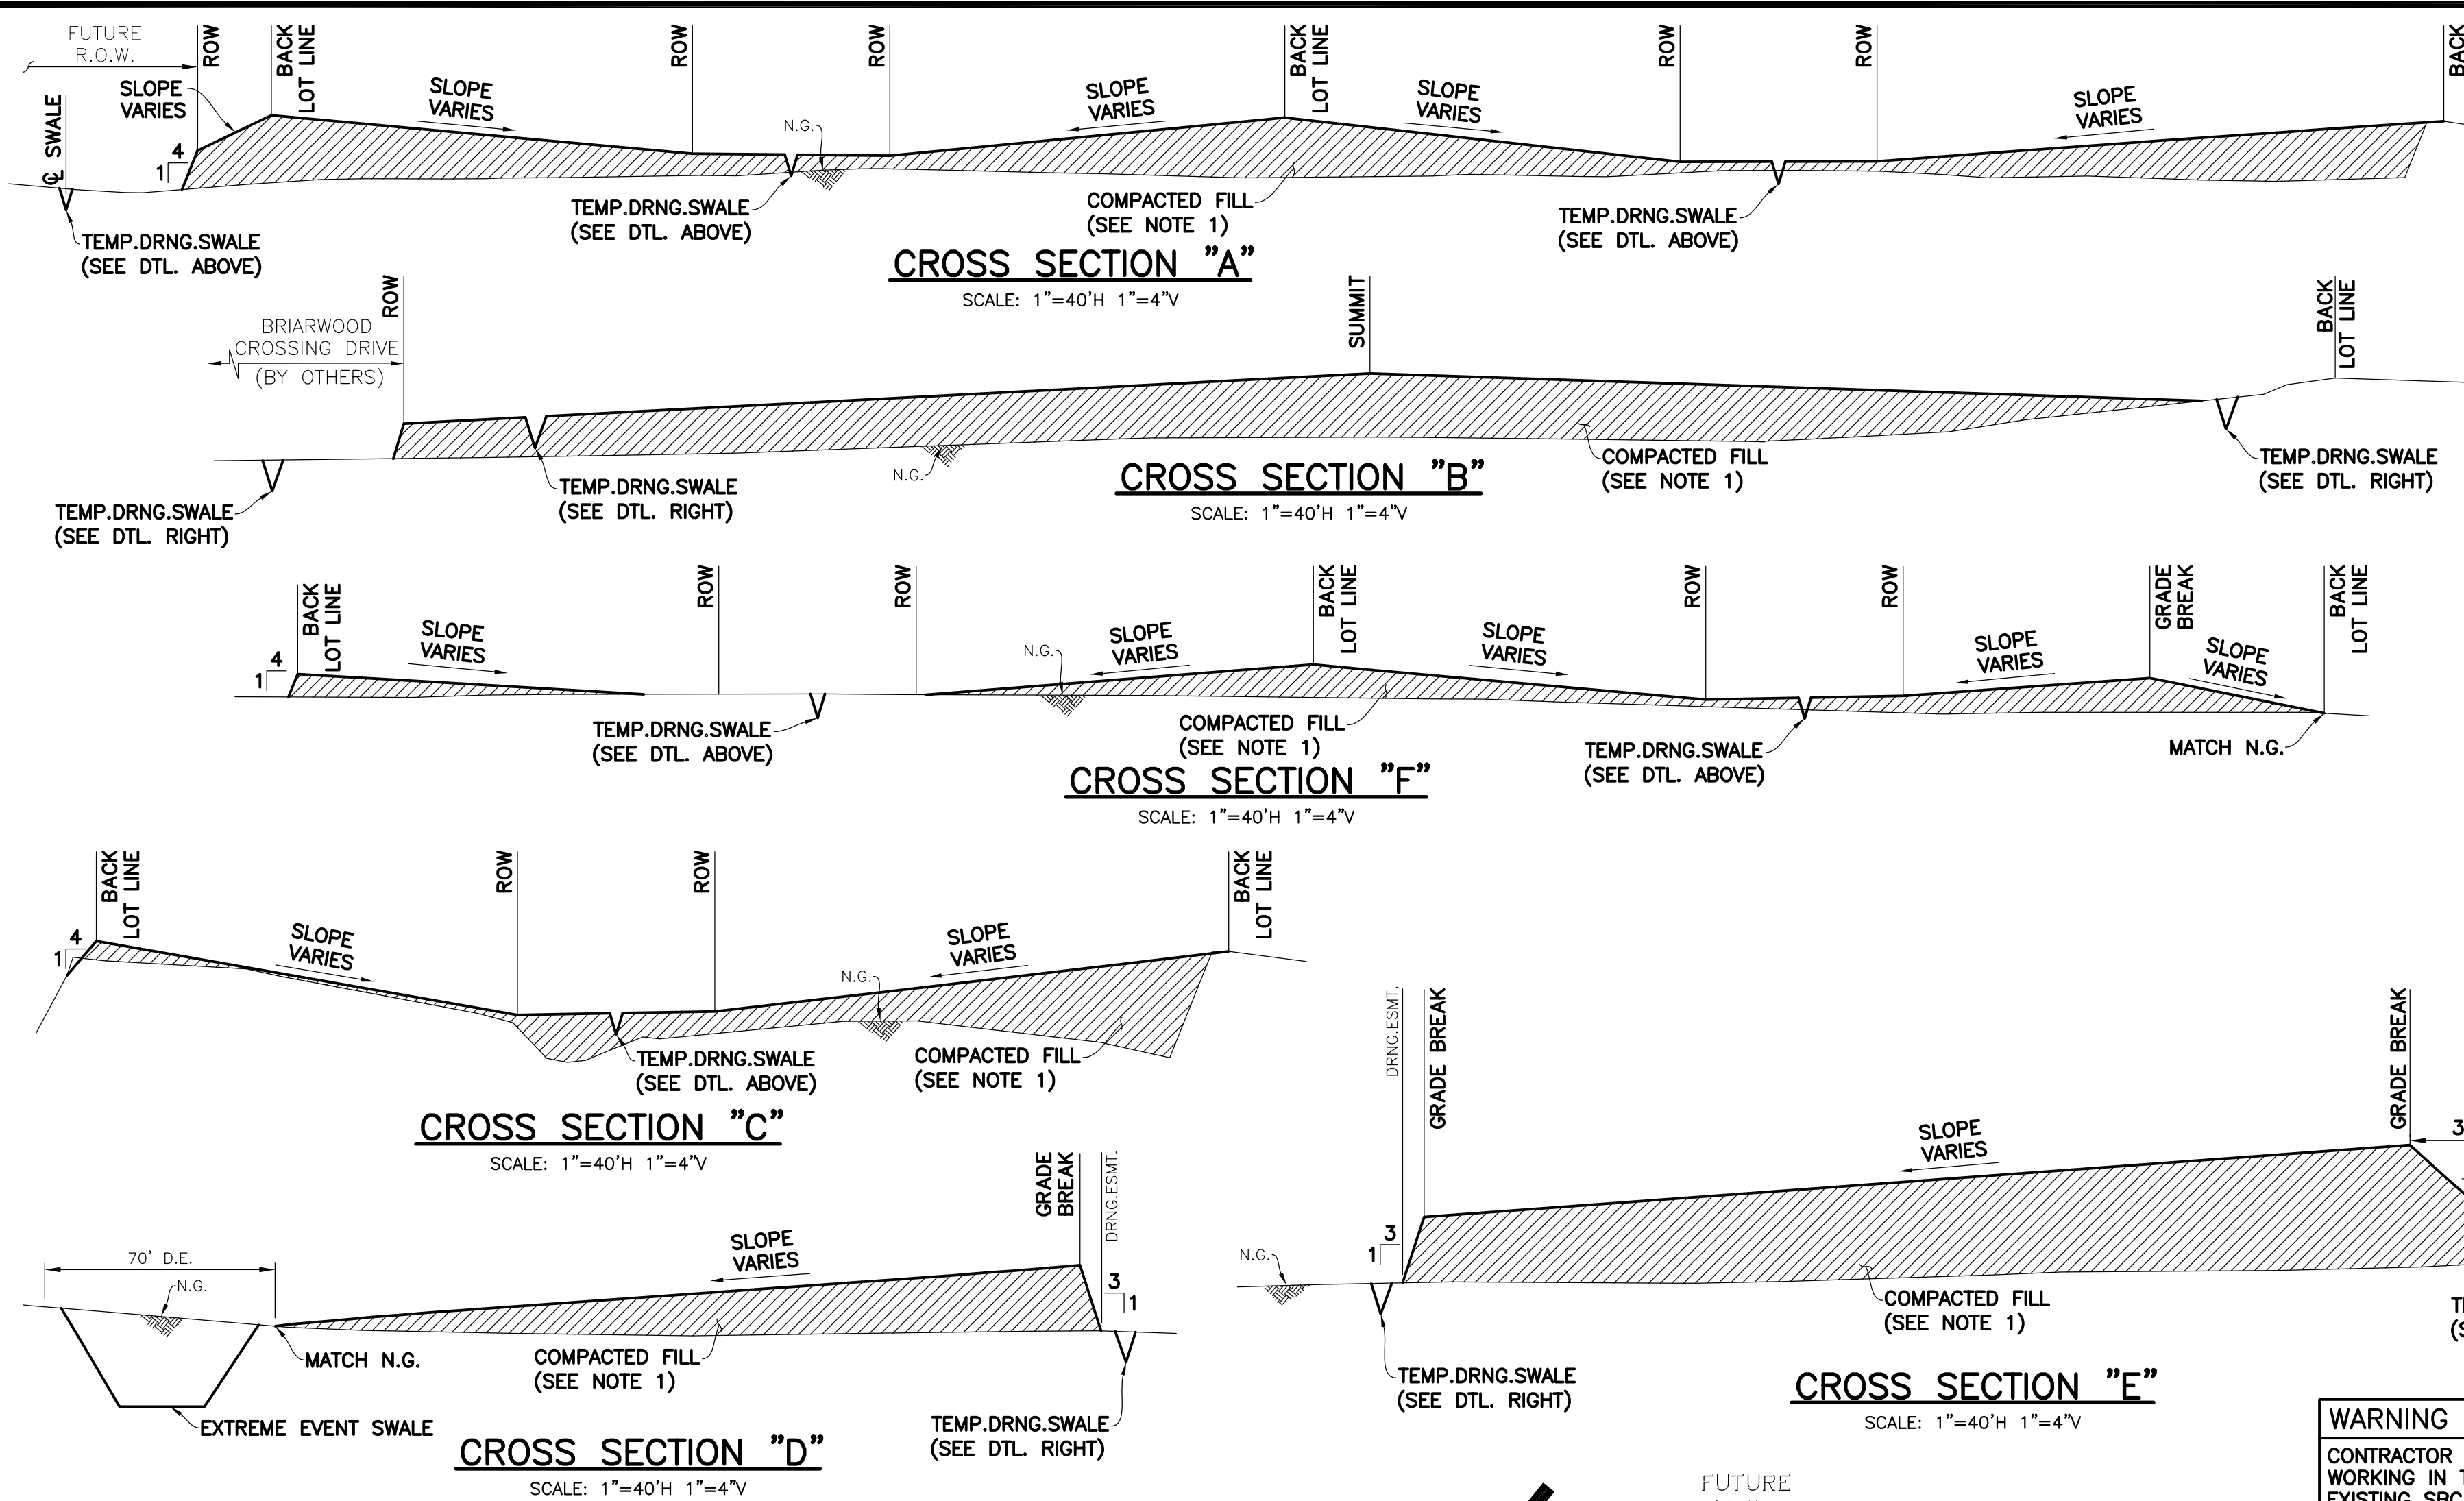 FUTURE
R.O.W.
ROW
BACK
LOT LINE
ROW
ROW
BACK
LOT LINE
ROW
ROW
BACK
SLOPE
VARIES
SLOPE
VARIES
SLOPE
VARIES
SLOPE
VARIES
SLOPE
VARIES
℄ SWALE
4
1
N.G.
TEMP.DRNG.SWALE
(SEE DTL. ABOVE)
TEMP.DRNG.SWALE
(SEE DTL. ABOVE)
COMPACTED FILL
(SEE NOTE 1)
TEMP.DRNG.SWALE
(SEE DTL. ABOVE)
CROSS SECTION "A"
SCALE: 1"=40'H 1"=4"V
BRIARWOOD
CROSSING DRIVE
(BY OTHERS)
ROW
SUMMIT
BACK
LOT LINE
TEMP.DRNG.SWALE
(SEE DTL. RIGHT)
TEMP.DRNG.SWALE
(SEE DTL. RIGHT)
N.G.
COMPACTED FILL
(SEE NOTE 1)
TEMP.DRNG.SWALE
(SEE DTL. RIGHT)
CROSS SECTION "B"
SCALE: 1"=40'H 1"=4"V
BACK
LOT LINE
ROW
ROW
BACK
LOT LINE
ROW
ROW
GRADE
BREAK
BACK
LOT LINE
4
1
SLOPE
VARIES
N.G.
SLOPE
VARIES
SLOPE
VARIES
SLOPE
VARIES
SLOPE
VARIES
TEMP.DRNG.SWALE
(SEE DTL. ABOVE)
COMPACTED FILL
(SEE NOTE 1)
TEMP.DRNG.SWALE
(SEE DTL. ABOVE)
MATCH N.G.
CROSS SECTION "F"
SCALE: 1"=40'H 1"=4"V
BACK
LOT LINE
ROW
ROW
BACK
LOT LINE
4
1
SLOPE
VARIES
SLOPE
VARIES
N.G.
TEMP.DRNG.SWALE
(SEE DTL. ABOVE)
COMPACTED FILL
(SEE NOTE 1)
CROSS SECTION "C"
SCALE: 1"=40'H 1"=4"V
DRNG.ESMT.
GRADE BREAK
GRADE BREAK
SLOPE
VARIES
3
3
1
N.G.
COMPACTED FILL
(SEE NOTE 1)
TEMP.DRNG.SWALE
(SEE DTL. RIGHT)
CROSS SECTION "E"
SCALE: 1"=40'H 1"=4"V
GRADE
BREAK
DRNG.ESMT.
70' D.E.
N.G.
SLOPE
VARIES
3
1
MATCH N.G.
COMPACTED FILL
(SEE NOTE 1)
EXTREME EVENT SWALE
TEMP.DRNG.SWALE
(SEE DTL. RIGHT)
CROSS SECTION "D"
SCALE: 1"=40'H 1"=4"V
FUTURE
WARNING
CONTRACTOR
WORKING IN
EXISTING